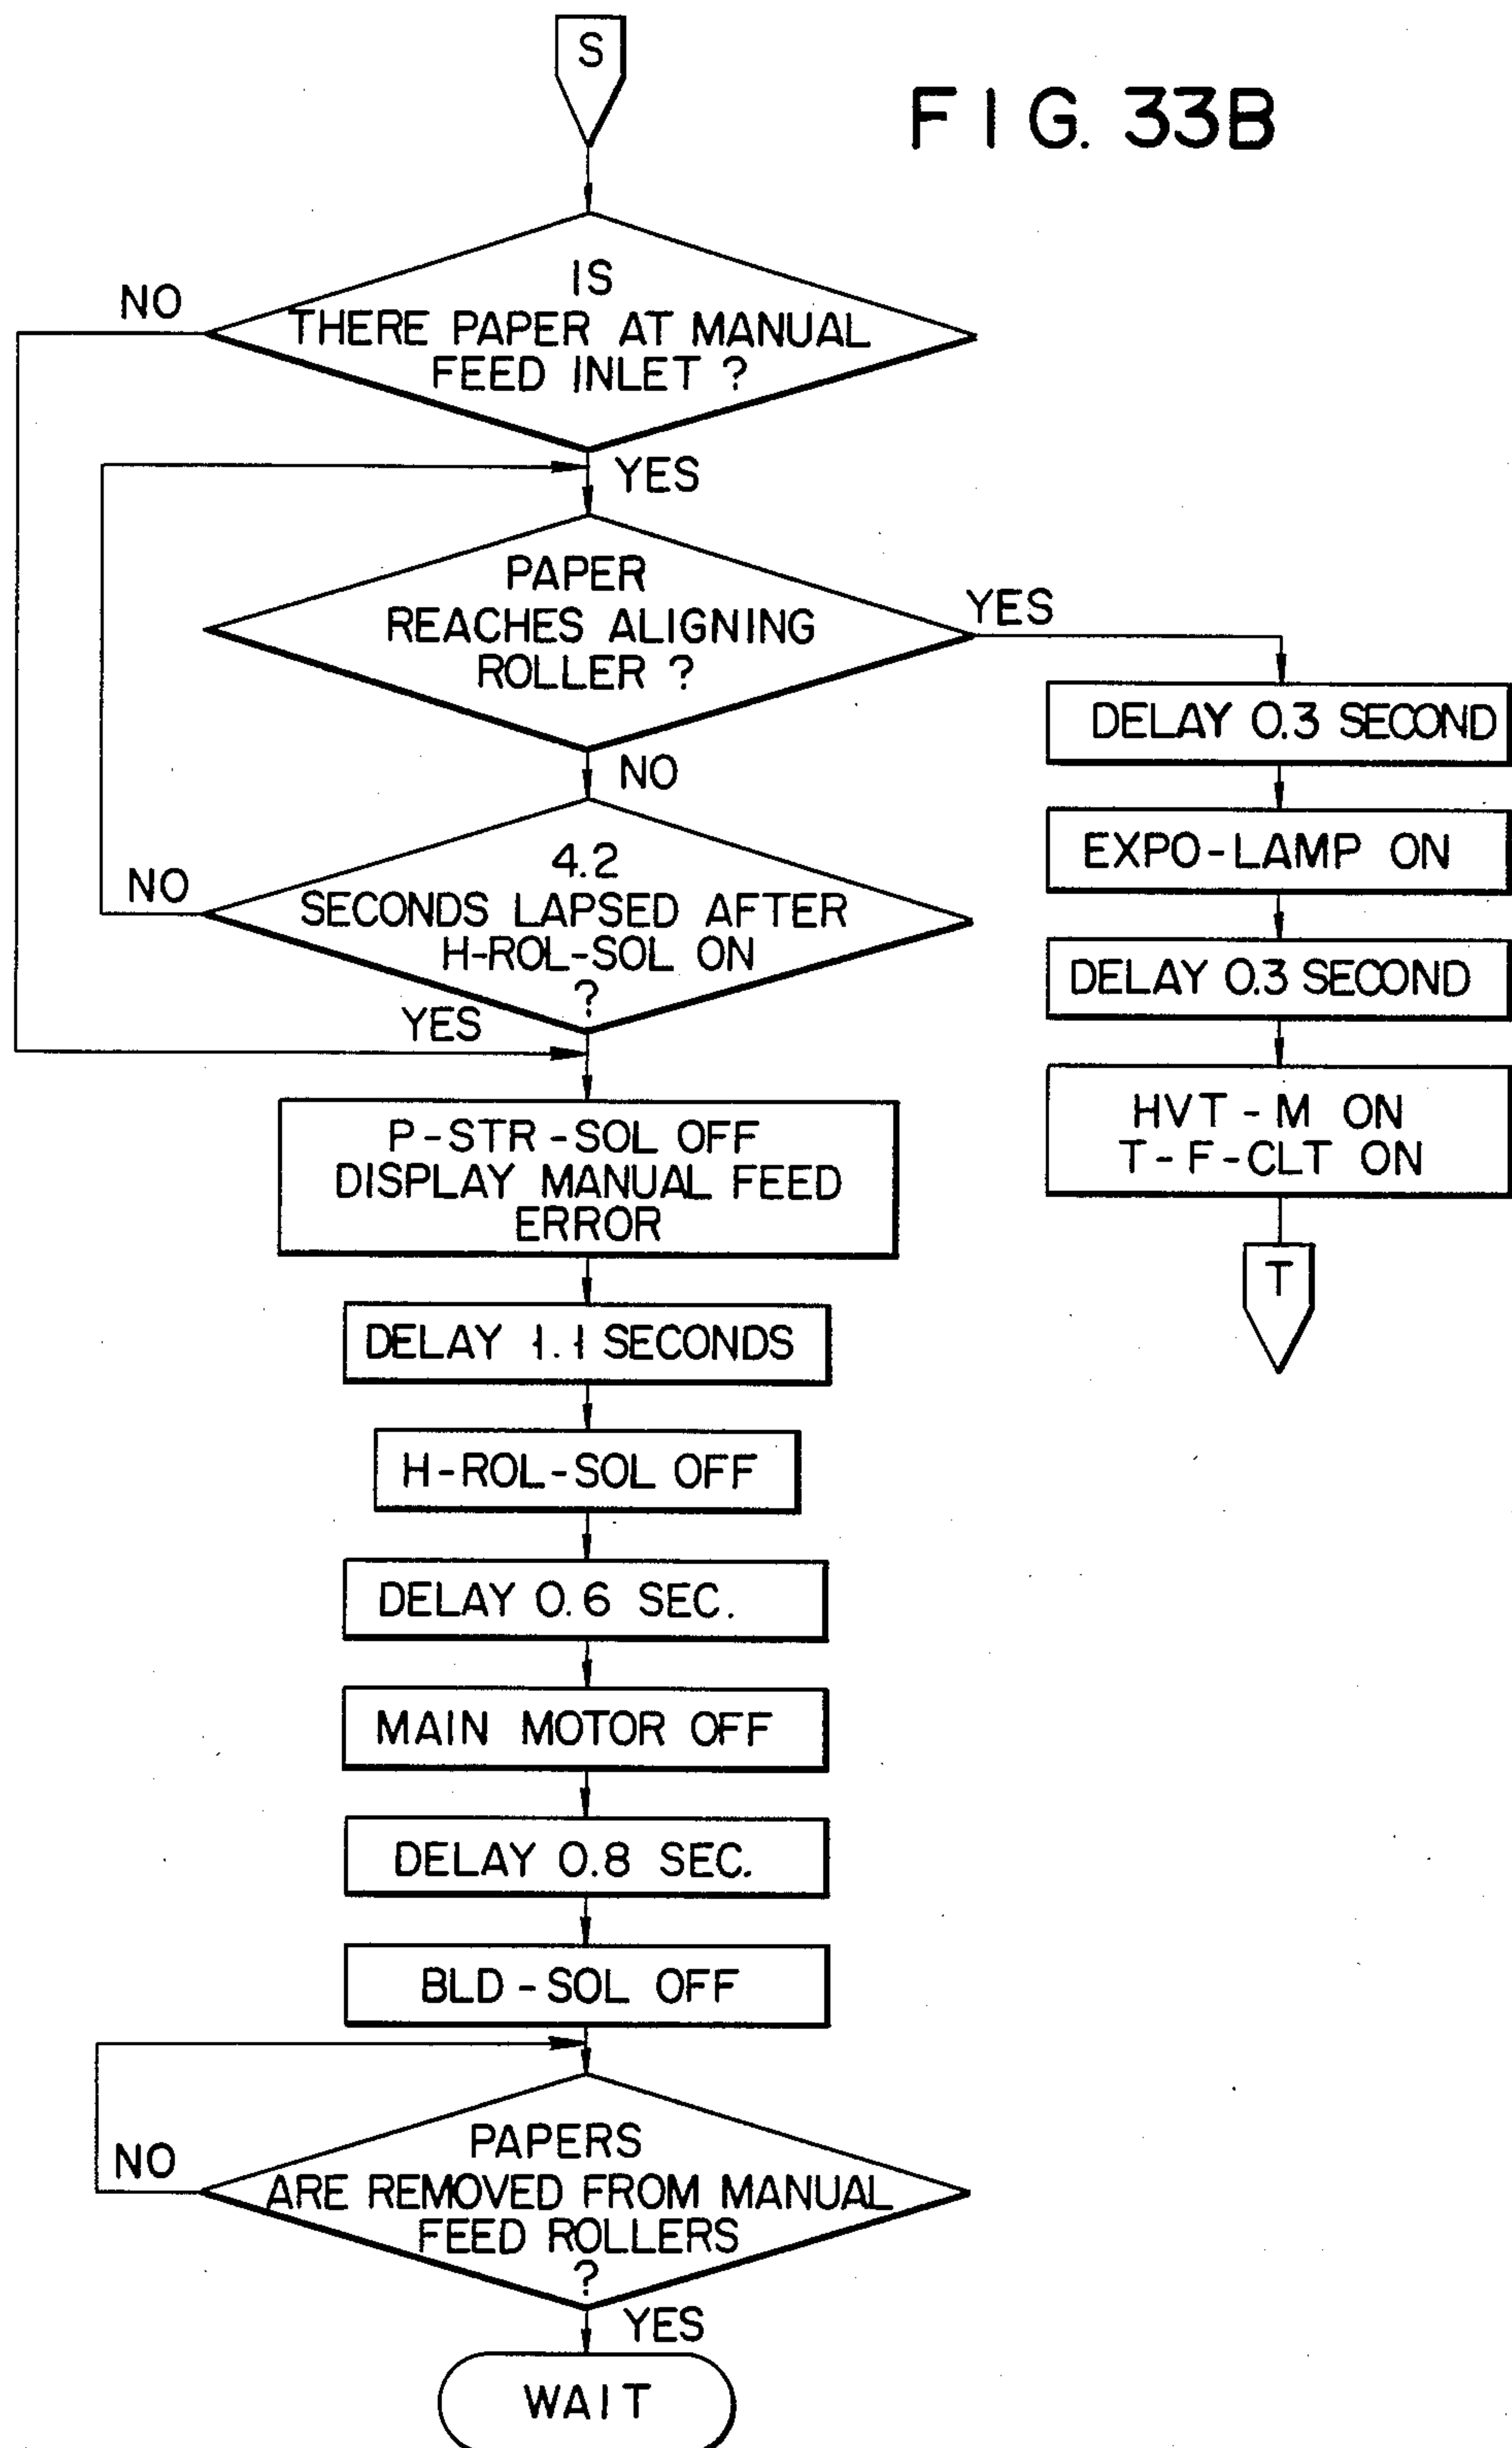 S
FIG. 33B
IS
THERE PAPER AT MANUAL
FEED INLET ?
NO
YES
PAPER
REACHES ALIGNING
ROLLER ?
YES
NO
DELAY 0.3 SECOND
EXPO-LAMP ON
DELAY 0.3 SECOND
HVT-M ON
T-F-CLT ON
T
4.2
SECONDS LAPSED AFTER
H-ROL-SOL ON
?
NO
YES
P-STR-SOL OFF
DISPLAY MANUAL FEED
ERROR
DELAY 1.1 SECONDS
H-ROL-SOL OFF
DELAY 0.6 SEC.
MAIN MOTOR OFF
DELAY 0.8 SEC.
BLD-SOL OFF
PAPERS
ARE REMOVED FROM MANUAL
FEED ROLLERS
?
NO
YES
WAIT